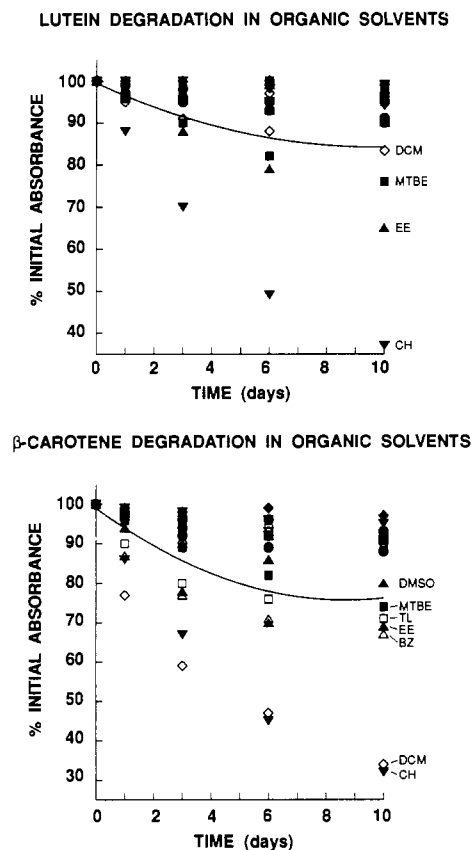 LUTEIN DEGRADATION IN ORGANIC SOLVENTS
100
90
80
70
60
50
40
% INITIAL ABSORBANCE
DCM
MTBE
EE
CH
0 2 4 6 8 10
TIME (days)
β-CAROTENE DEGRADATION IN ORGANIC SOLVENTS
100
90
80
70
60
50
40
30
% INITIAL ABSORBANCE
DMSO
MTBE
TL
EE
BZ
DCM
CH
0 2 4 6 8 10
TIME (days)